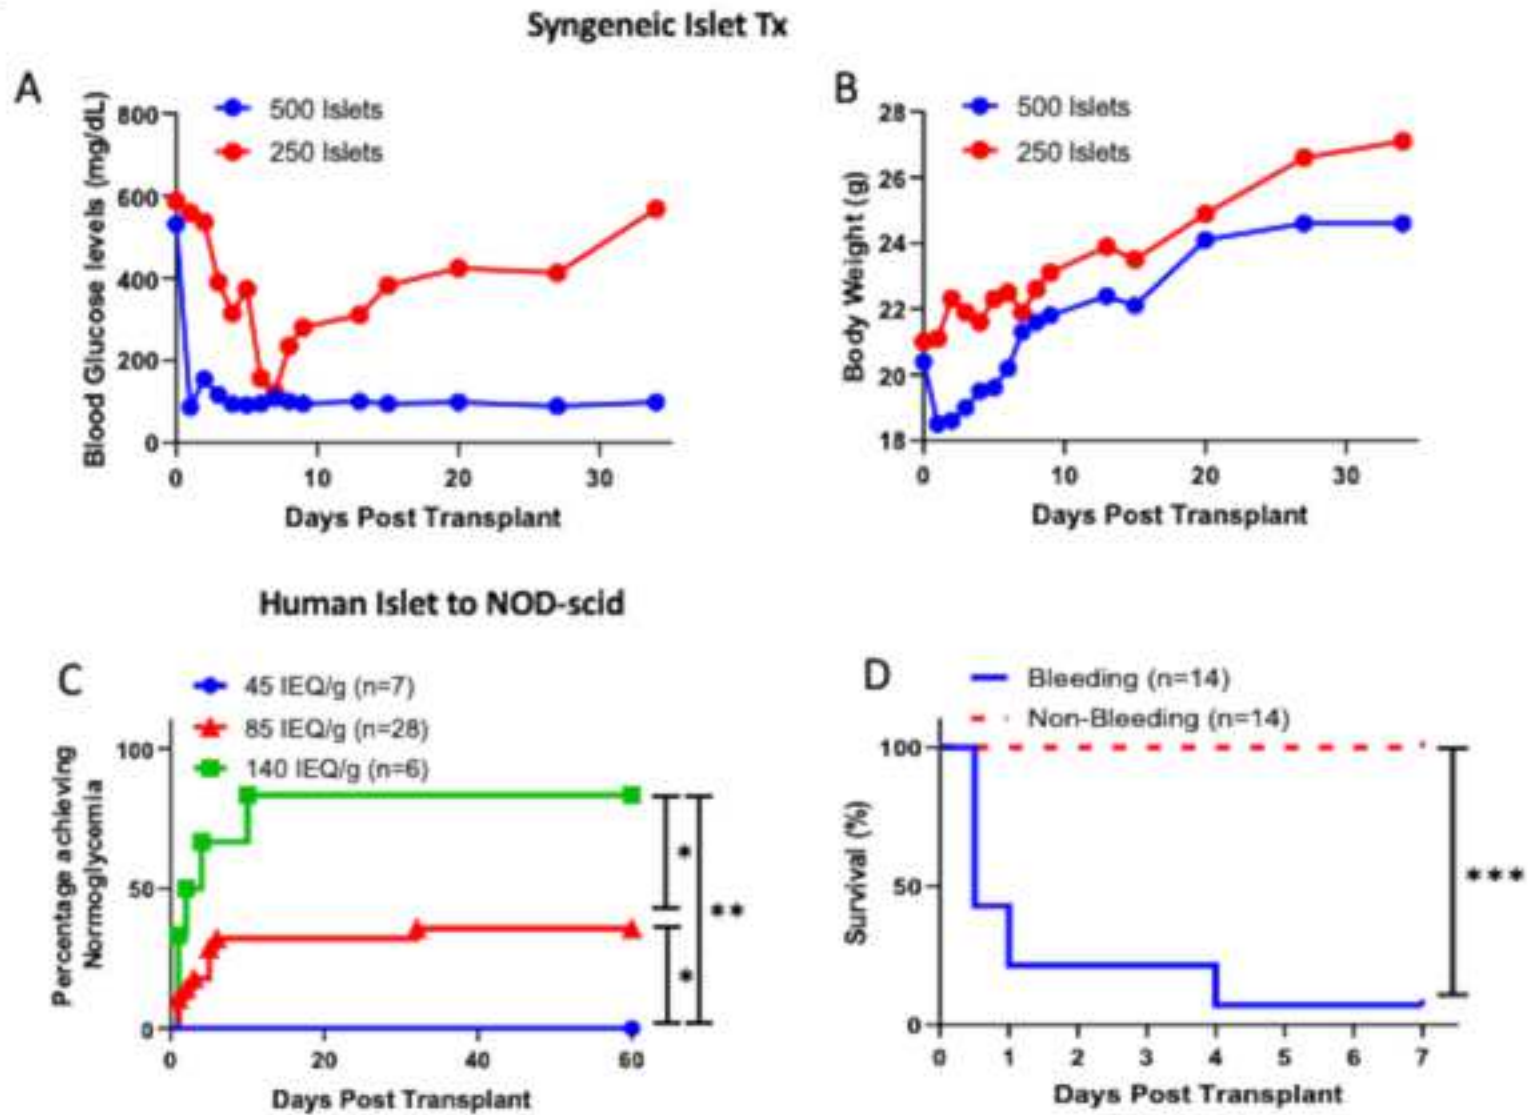 Syngeneic Islet Tx
A
Blood Glucose levels (mg/dL)
500 Islets
250 Islets
800
600
400
200
0
0 10 20 30
Days Post Transplant
B
Body Weight (g)
500 Islets
250 Islets
28
26
24
22
20
18
0 10 20 30
Days Post Transplant
Human Islet to NOD-scid
C
45 IEQ/g (n=7)
85 IEQ/g (n=28)
140 IEQ/g (n=6)
Percentage achieving
Normoglycemia
100
50
0
0 20 40 60
Days Post Transplant
*
*
**
D
Bleeding (n=14)
Non-Bleeding (n=14)
Survival (%)
100
50
0
0 1 2 3 4 5 6 7
Days Post Transplant
***